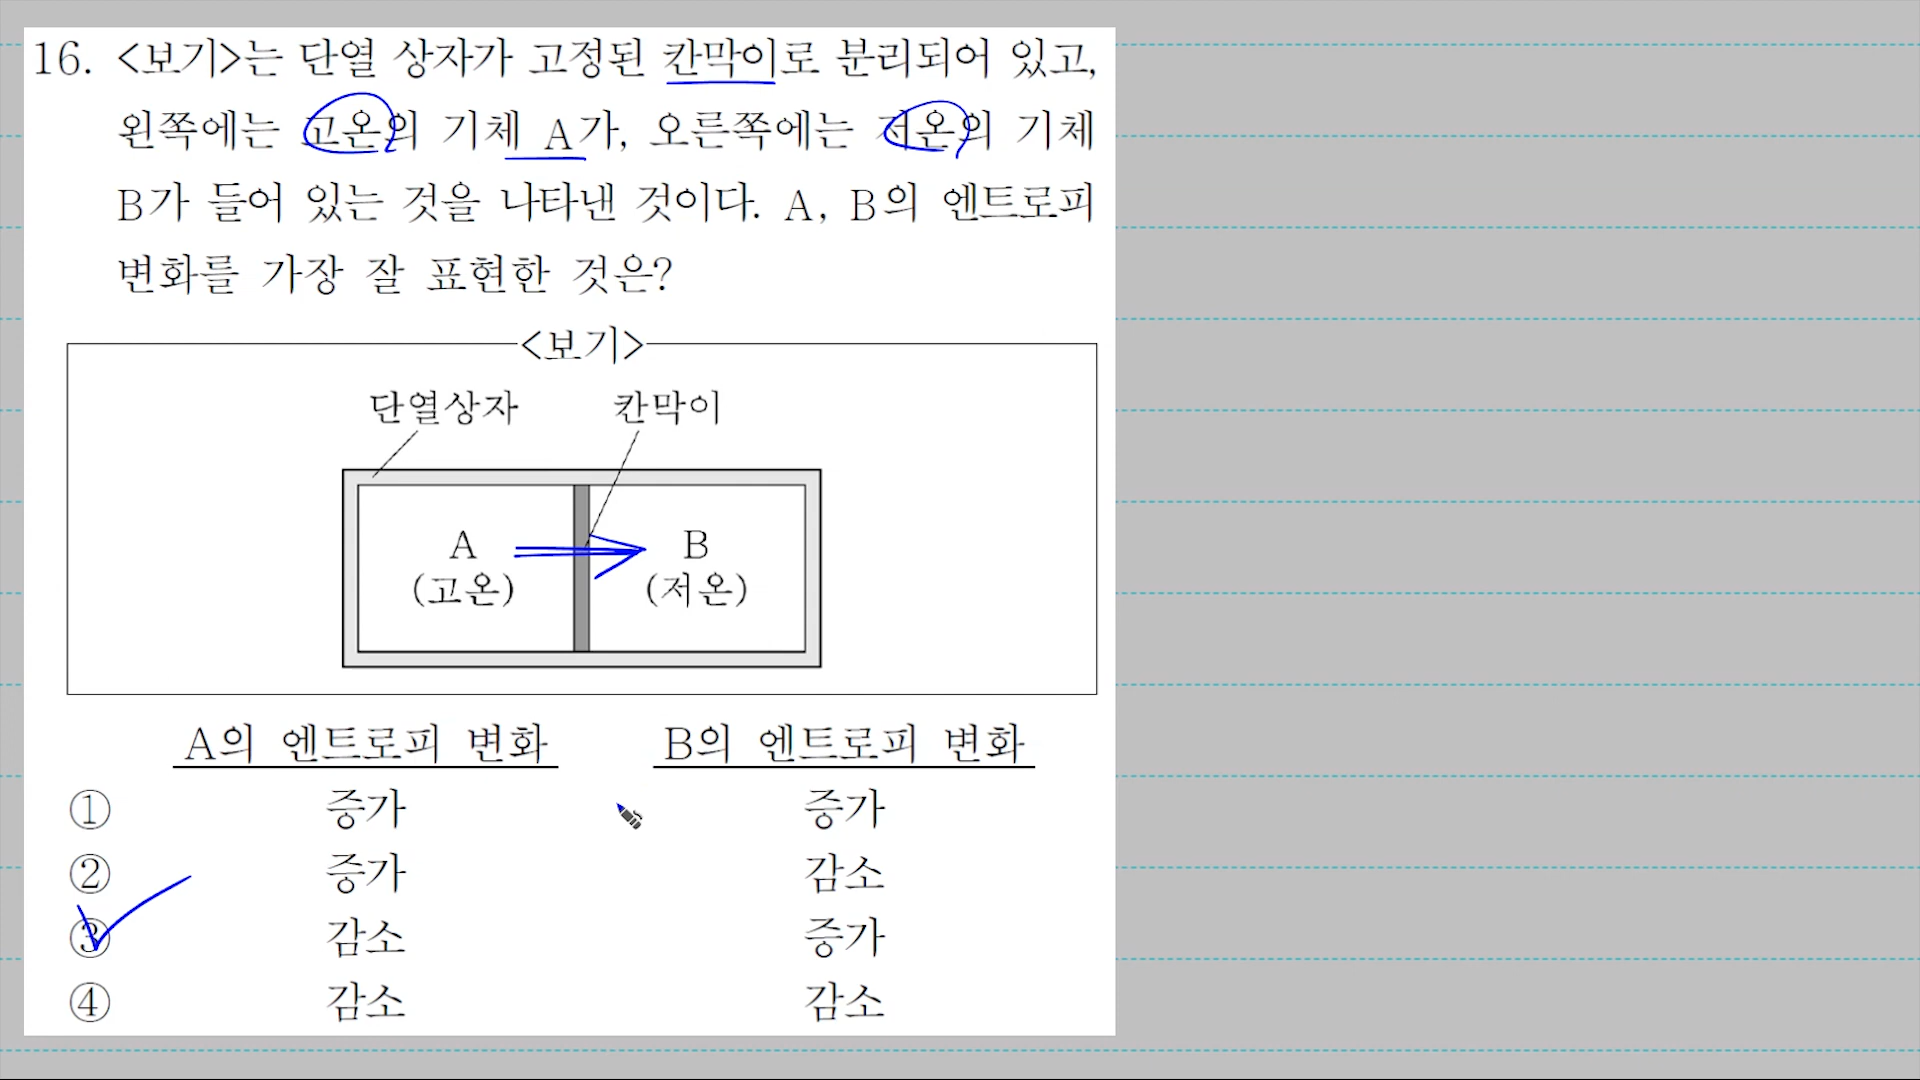 16. <보기>는 단열 상자가 고정된 칸막이로 분리되어 있고,
왼쪽에는 고온의 기체 A가, 오른쪽에는 저온의 기체
B가 들어 있는 것을 나타낸 것이다. A, B의 엔트로피
변화를 가장 잘 표현한 것은?
<보기>
단열상자 칸막이
A B
(고온) (저온)
A의 엔트로피 변화 B의 엔트로피 변화
① 증가 증가
② 증가 감소
③ 감소 증가
④ 감소 감소